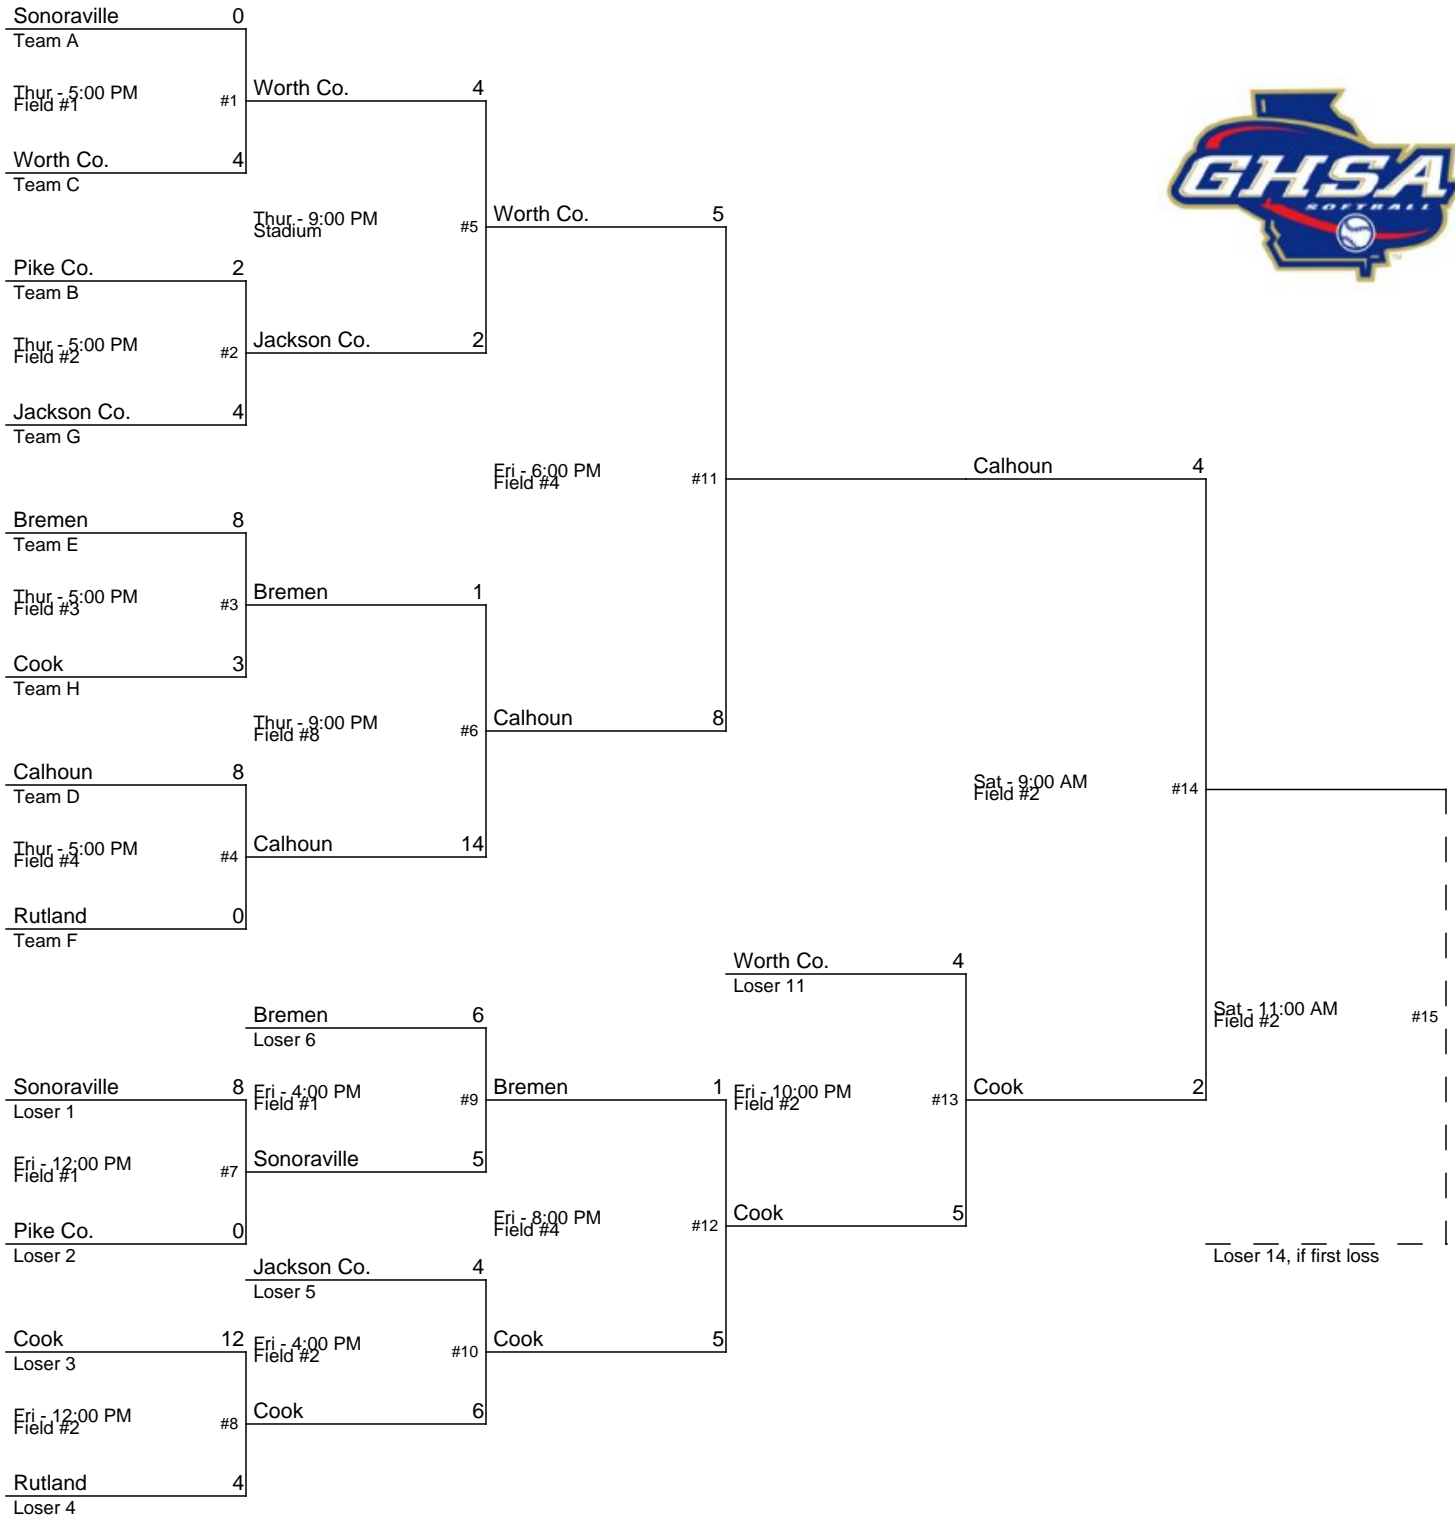 Sonoraville 0
Team A
Thur - 5:00 PM
Field #1
#1
Worth Co. 4
Team C
Worth Co. 4
Thur - 9:00 PM
Stadium
#5
Pike Co. 2
Team B
Thur - 5:00 PM
Field #2
#2
Jackson Co. 4
Team G
Jackson Co. 2
Worth Co. 5
Fri - 6:00 PM
Field #4
#11
Bremen 8
Team E
Thur - 5:00 PM
Field #3
#3
Cook 3
Team H
Bremen 1
Thur - 9:00 PM
Field #8
#6
Calhoun 8
Team D
Thur - 5:00 PM
Field #4
#4
Rutland 0
Team F
Calhoun 14
Calhoun 8
Calhoun 4
Sat - 9:00 AM
Field #2
#14
GHSA
SOFTBALL
TM
Worth Co. 4
Loser 11
Bremen 6
Loser 6
Sonoraville 8
Loser 1
Fri - 12:00 PM
Field #1
#7
Pike Co. 0
Loser 2
Fri - 4:00 PM
Field #1
#9
Sonoraville 5
Bremen 1
Fri - 8:00 PM
Field #4
#12
Jackson Co. 4
Loser 5
Cook 12
Loser 3
Fri - 12:00 PM
Field #2
#8
Rutland 4
Loser 4
Fri - 4:00 PM
Field #2
#10
Cook 6
Cook 5
Fri - 10:00 PM
Field #2
#13
Cook 5
Cook 2
Sat - 11:00 AM
Field #2
#15
Loser 14, if first loss